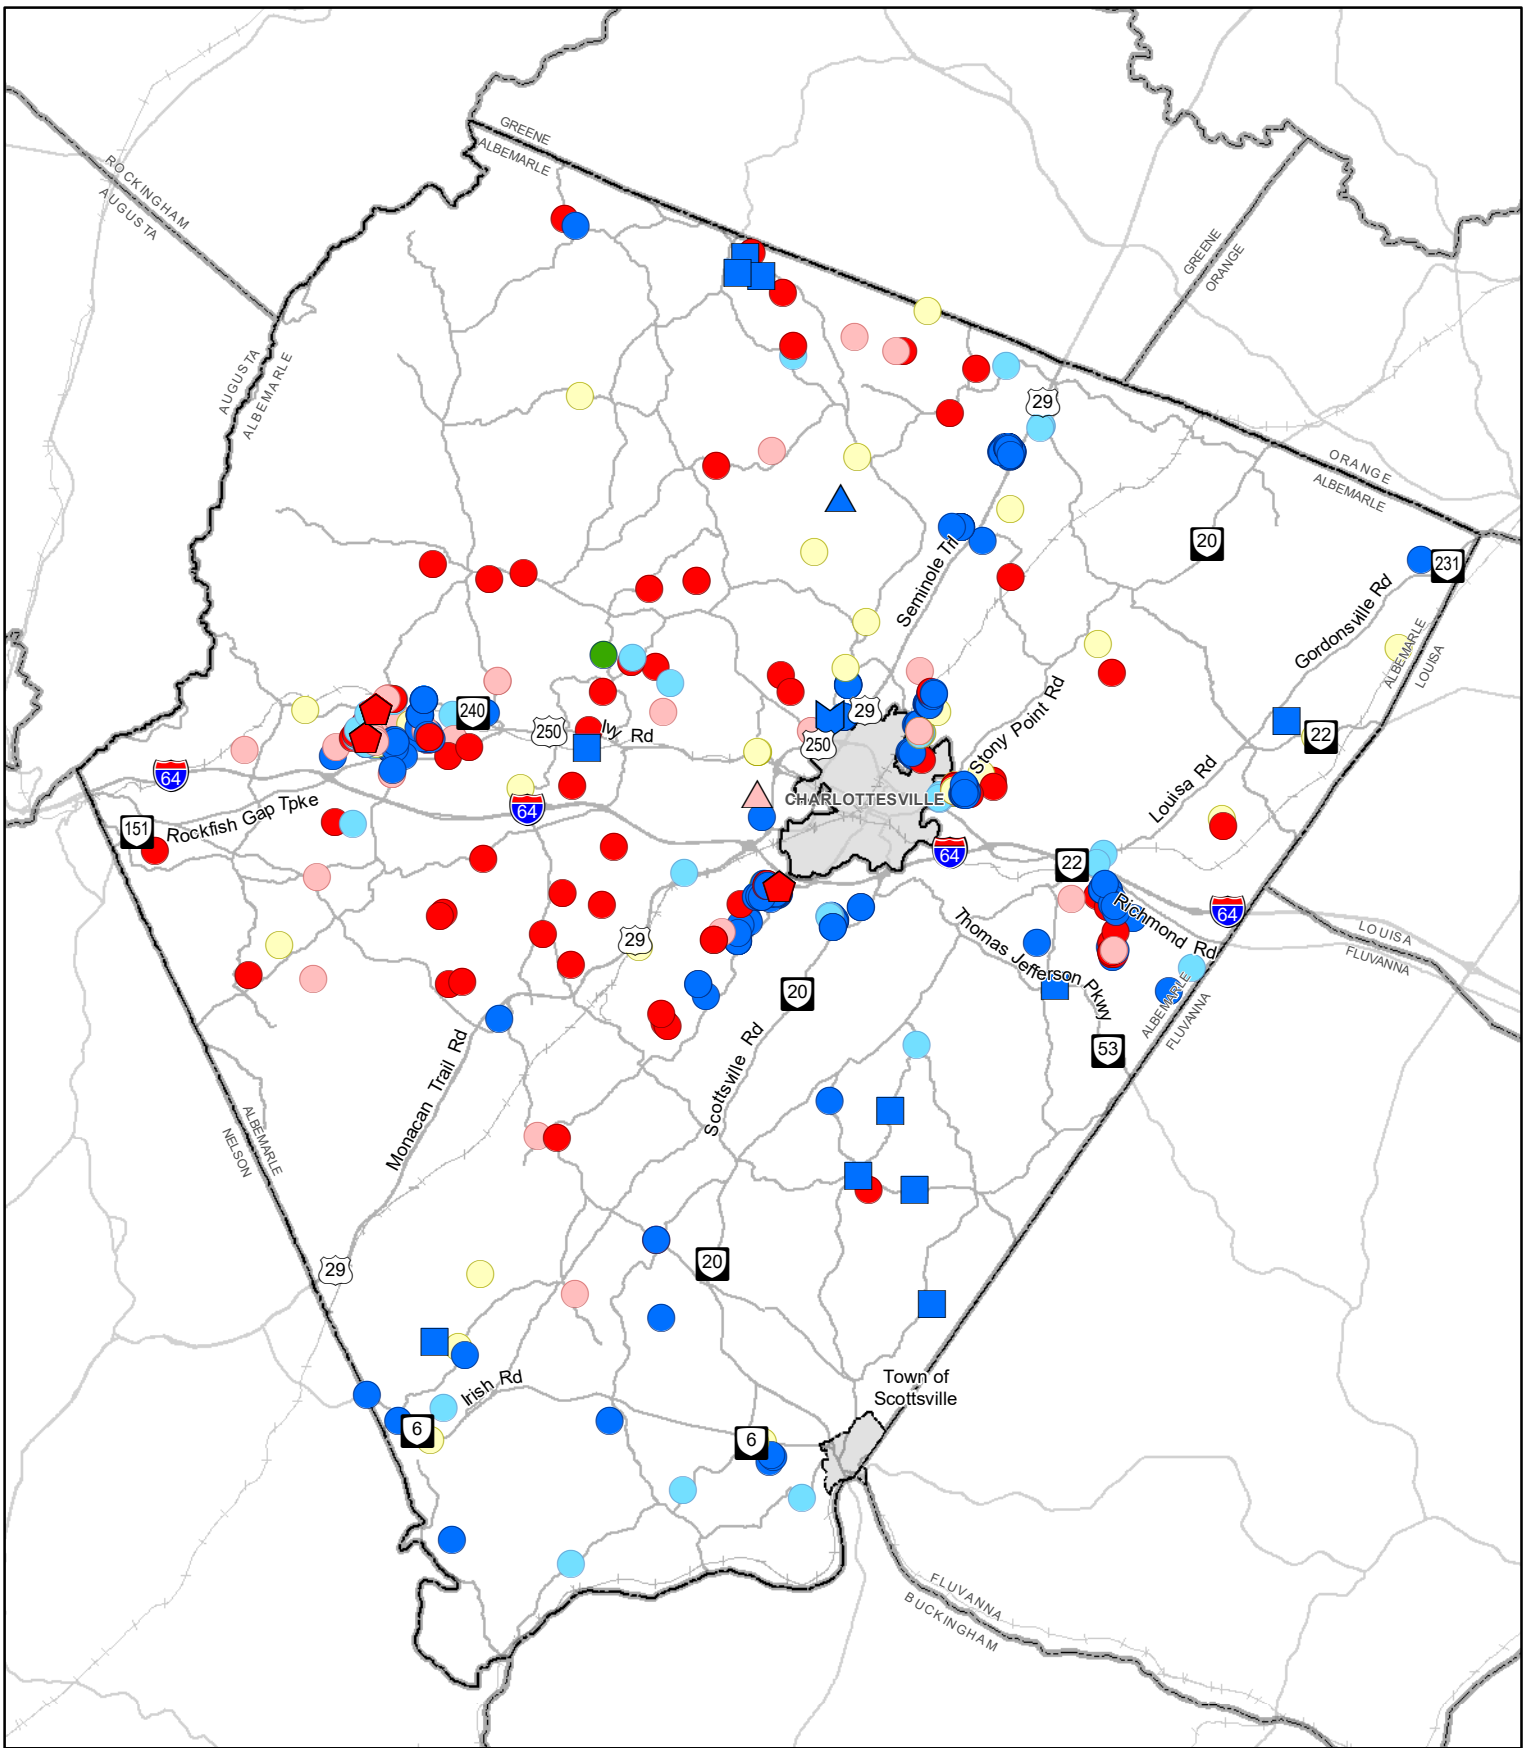 GREENE
ALBEMARLE
ROCKINGHAM
AUGUSTA
GREENE
ORANGE
AUGUSTA
ALBEMARLE
29
ORANGE
ALBEMARLE
20
231
Seminole Trl
Gordonsville Rd
ALBEMARLE
LOUISA
240
250
Ivy Rd
29
250
Stony Point Rd
22
64
Rockfish Gap Tpke
151
64
CHARLOTTESVILLE
Louisa Rd
64
22
Richmond Rd
64
LOUISA
FLUVANNA
29
20
Thomas Jefferson Pkwy
ALBEMARLE
FLUVANNA
53
Monacan Trail Rd
Scottsville Rd
ALBEMARLE
NELSON
29
20
Irish Rd
6
6
Town of
Scottsville
FLUVANNA
BUCKINGHAM